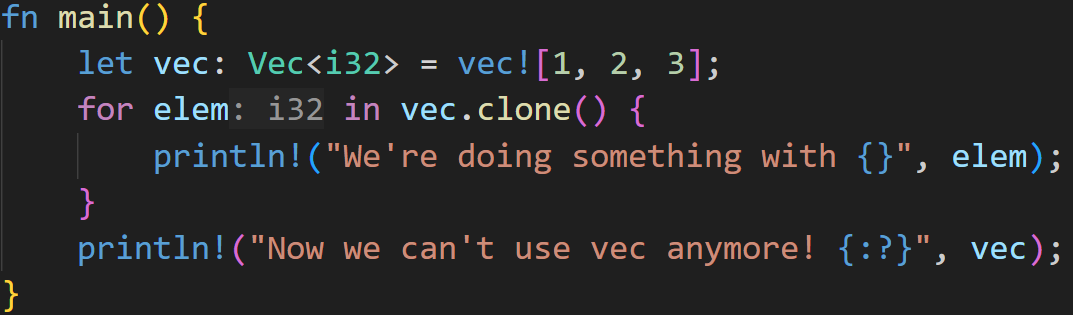 fn main() {
    let vec: Vec<i32> = vec![1, 2, 3];
    for elem: i32 in vec.clone() {
        println!("We're doing something with {}", elem);
    }
    println!("Now we can't use vec anymore! {:?}", vec);
}